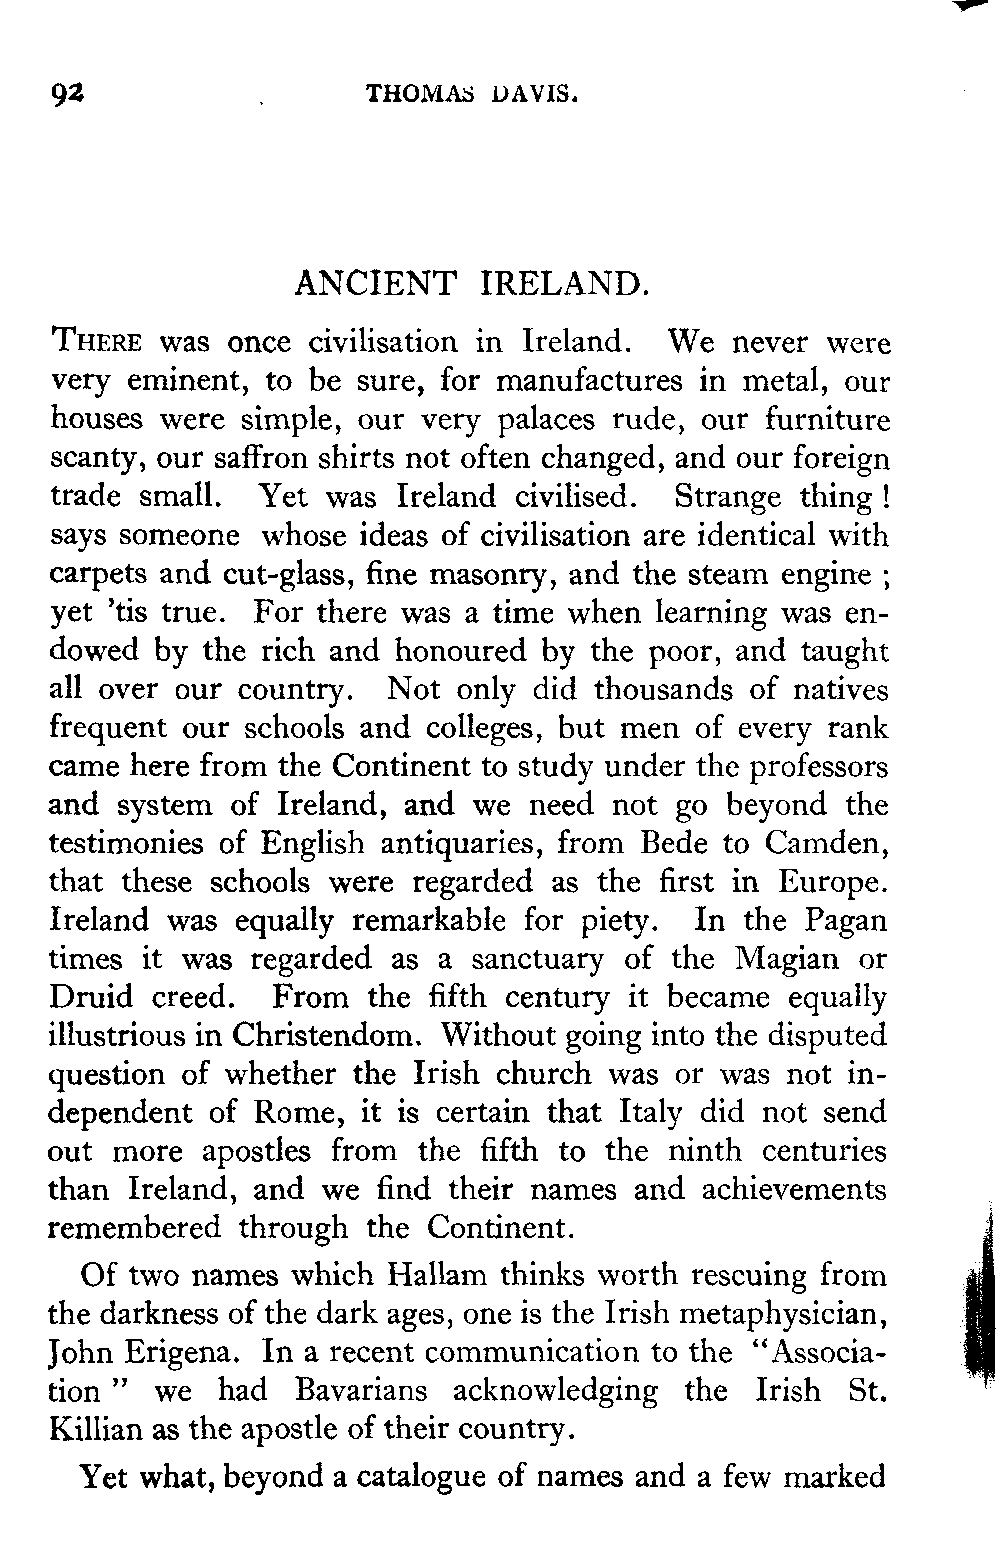 92 THOMAS DAVIS.
ANCIENT IRELAND.
THERE was once civilisation in Ireland. We never were
very eminent, to be sure, for manufactures in metal, our
houses were simple, our very palaces rude, our furniture
scanty, our saffron shirts not often changed, and our foreign
trade small. Yet was Ireland civilised. Strange thing !
says someone whose ideas of civilisation are identical with
carpets and cut-glass, fine masonry, and the steam engine ;
yet ’tis true. For there was a time when learning was en-
dowed by the rich and honoured by the poor, and taught
all over our country. Not only did thousands of natives
frequent our schools and colleges, but men of every rank
came here from the Continent to study under the professors
and system of Ireland, and we need not go beyond the
testimonies of English antiquaries, from Bede to Camden,
that these schools were regarded as the first in Europe.
Ireland was equally remarkable for piety. In the Pagan
times it was regarded as a sanctuary of the Magian or
Druid creed. From the fifth century it became equally
illustrious in Christendom. Without going into the disputed
question of whether the Irish church was or was not in-
dependent of Rome, it is certain that Italy did not send
out more apostles from the fifth to the ninth centuries
than Ireland, and we find their names and achievements
remembered through the Continent.
Of two names which Hallam thinks worth rescuing from
the darkness of the dark ages, one is the Irish metaphysician,
John Erigena. In a recent communication to the “Associa-
tion ” we had Bavarians acknowledging the Irish St.
Killian as the apostle of their country.
Yet what, beyond a catalogue of names and a few marked